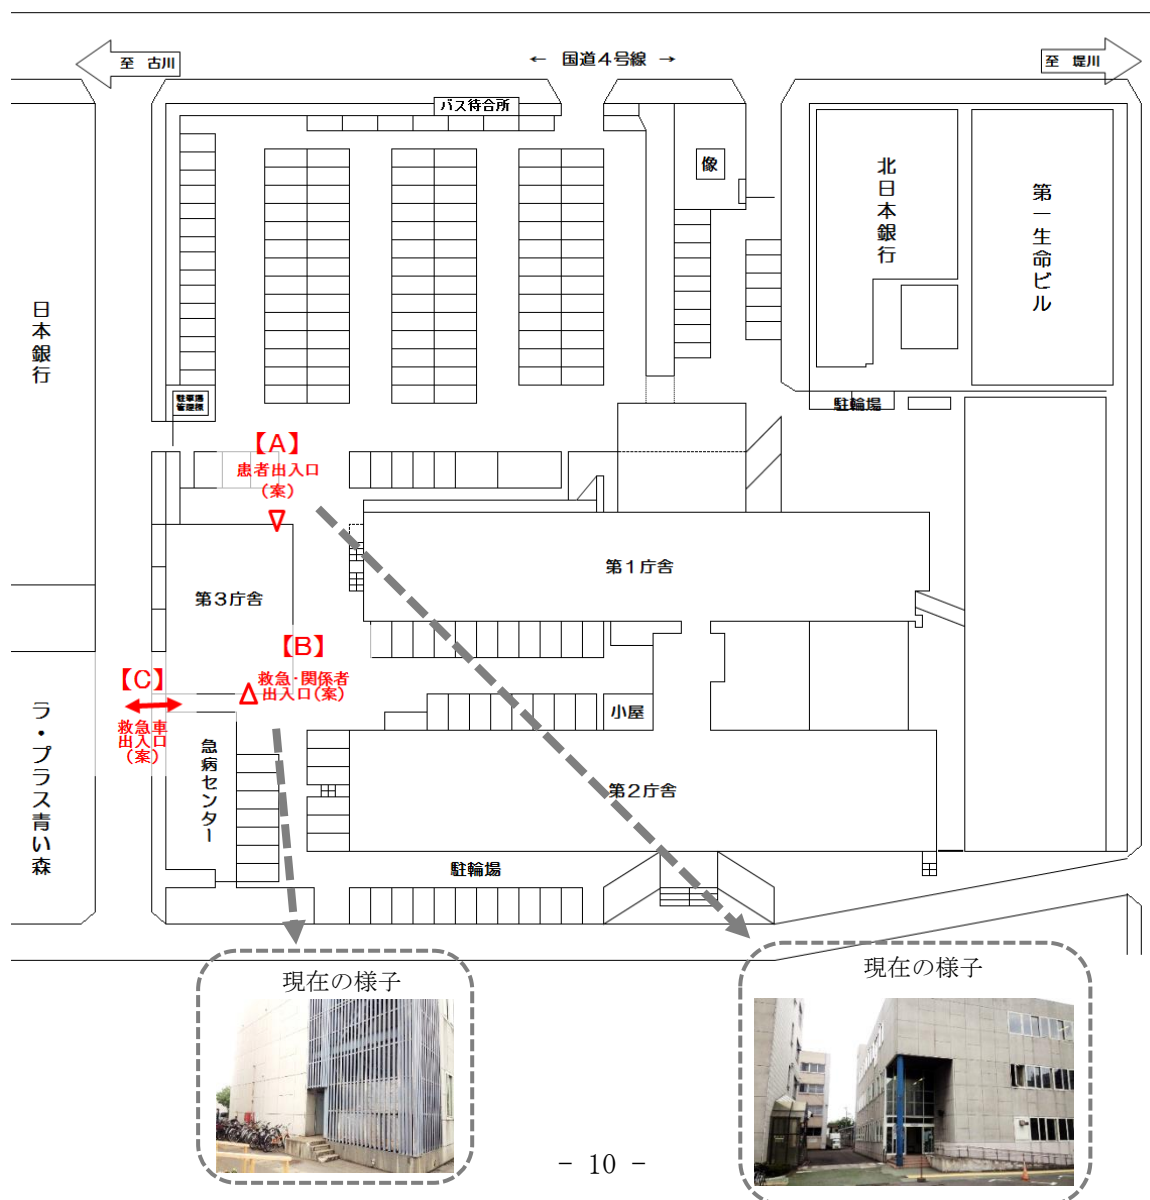 至 古川
← 国道4号線 →
至 堤川
バス待合所
像
北日本銀行
第一生命ビル
日本銀行
駐車場
管理棟
駐輪場
【A】
患者出入口
(案)
第1庁舎
第3庁舎
【B】
救急・関係者
出入口(案)
【C】
救急車
出入口
(案)
小屋
ラ・プラス青い森
急病センター
第2庁舎
駐輪場
現在の様子
現在の様子
- 10 -